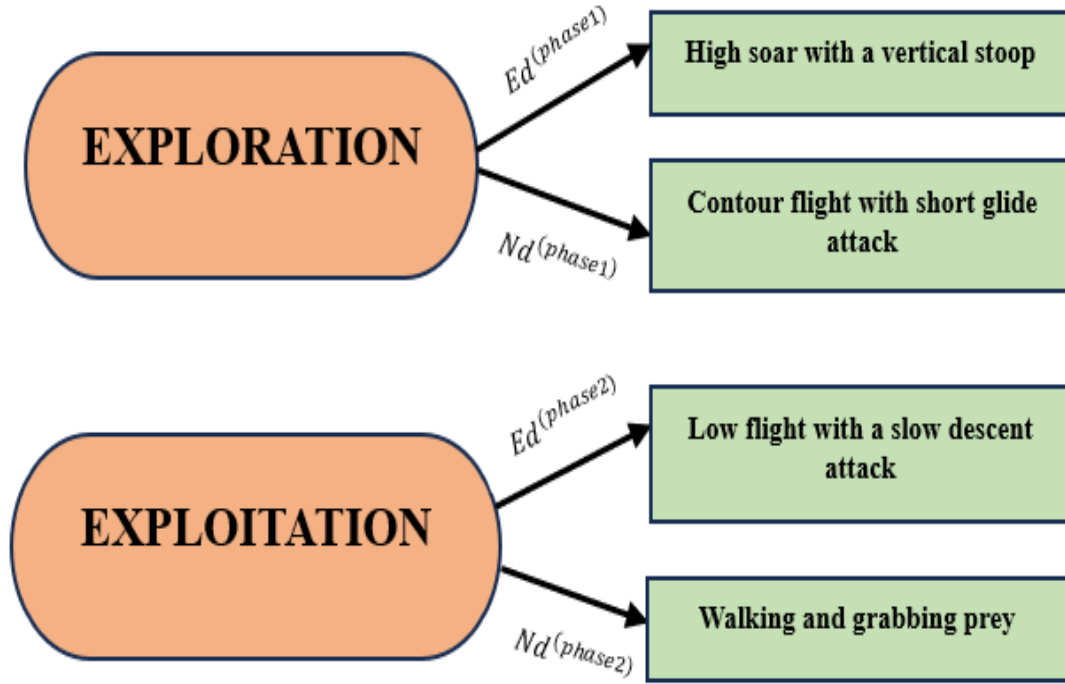 EXPLORATION
Ed^(phase1)
High soar with a vertical stoop
Nd^(phase1)
Contour flight with short glide
attack
EXPLOITATION
Ed^(phase2)
Low flight with a slow descent
attack
Nd^(phase2)
Walking and grabbing prey